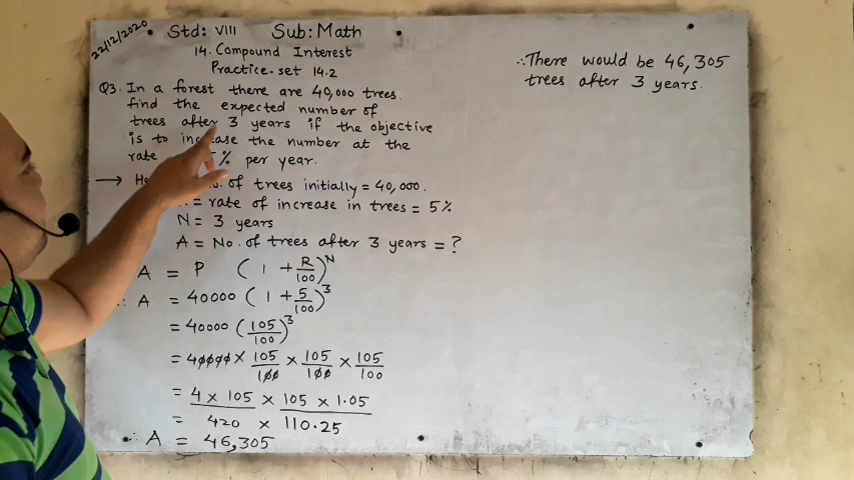 22/12/2020
Std: VIII Sub: Math
14. Compound Interest
Practice-set 14.2
Q3. In a forest there are 40,000 trees.
find the expected number of
trees after 3 years if the objective
is to increase the number at the
rate 5% per year.
→ No. of trees initially = 40,000.
= rate of increase in trees = 5%
N = 3 years
A = No. of trees after 3 years = ?
A = P (1 + R/100)^N
∴ A = 40000 (1 + 5/100)^3
= 40000 (105/100)^3
= 40000 × 105/100 × 105/100 × 105/100
= 4 × 105 × 105 × 1.05
= 420 × 110.25
∴ A = 46,305
∴ There would be 46,305
trees after 3 years.